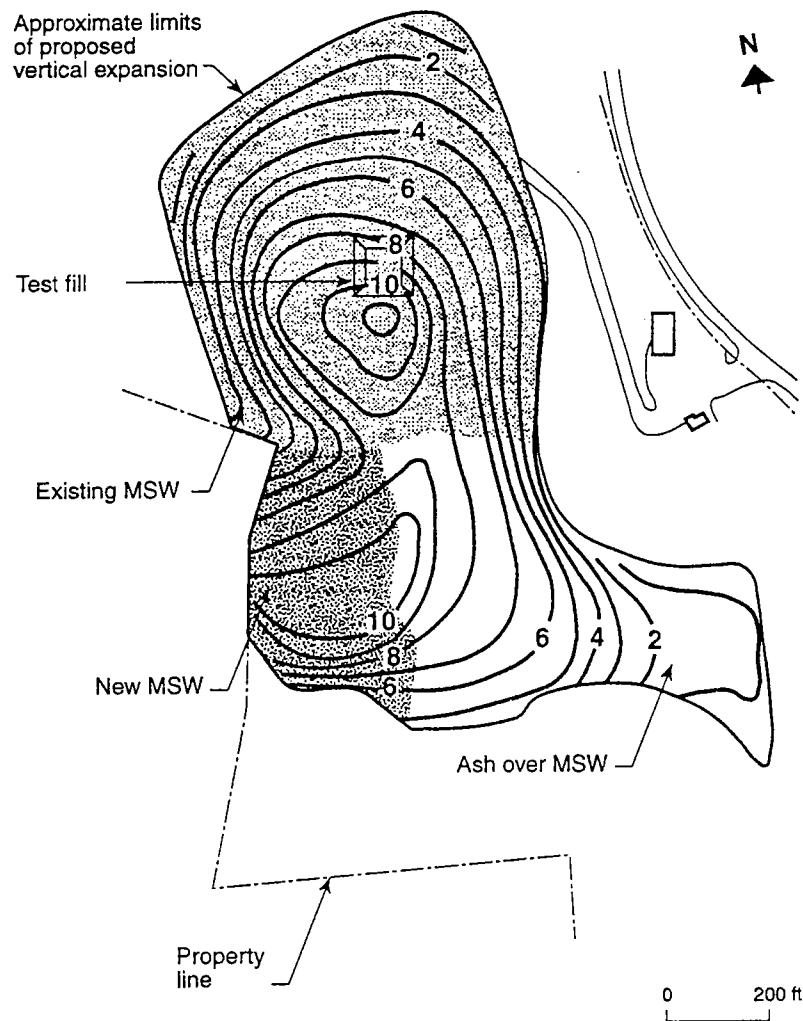 Approximate limits
of proposed
vertical expansion
N
2
4
6
8
Test fill
10
Existing MSW
10
6
4
2
8
New MSW
6
Ash over MSW
Property
line
0 200 ft